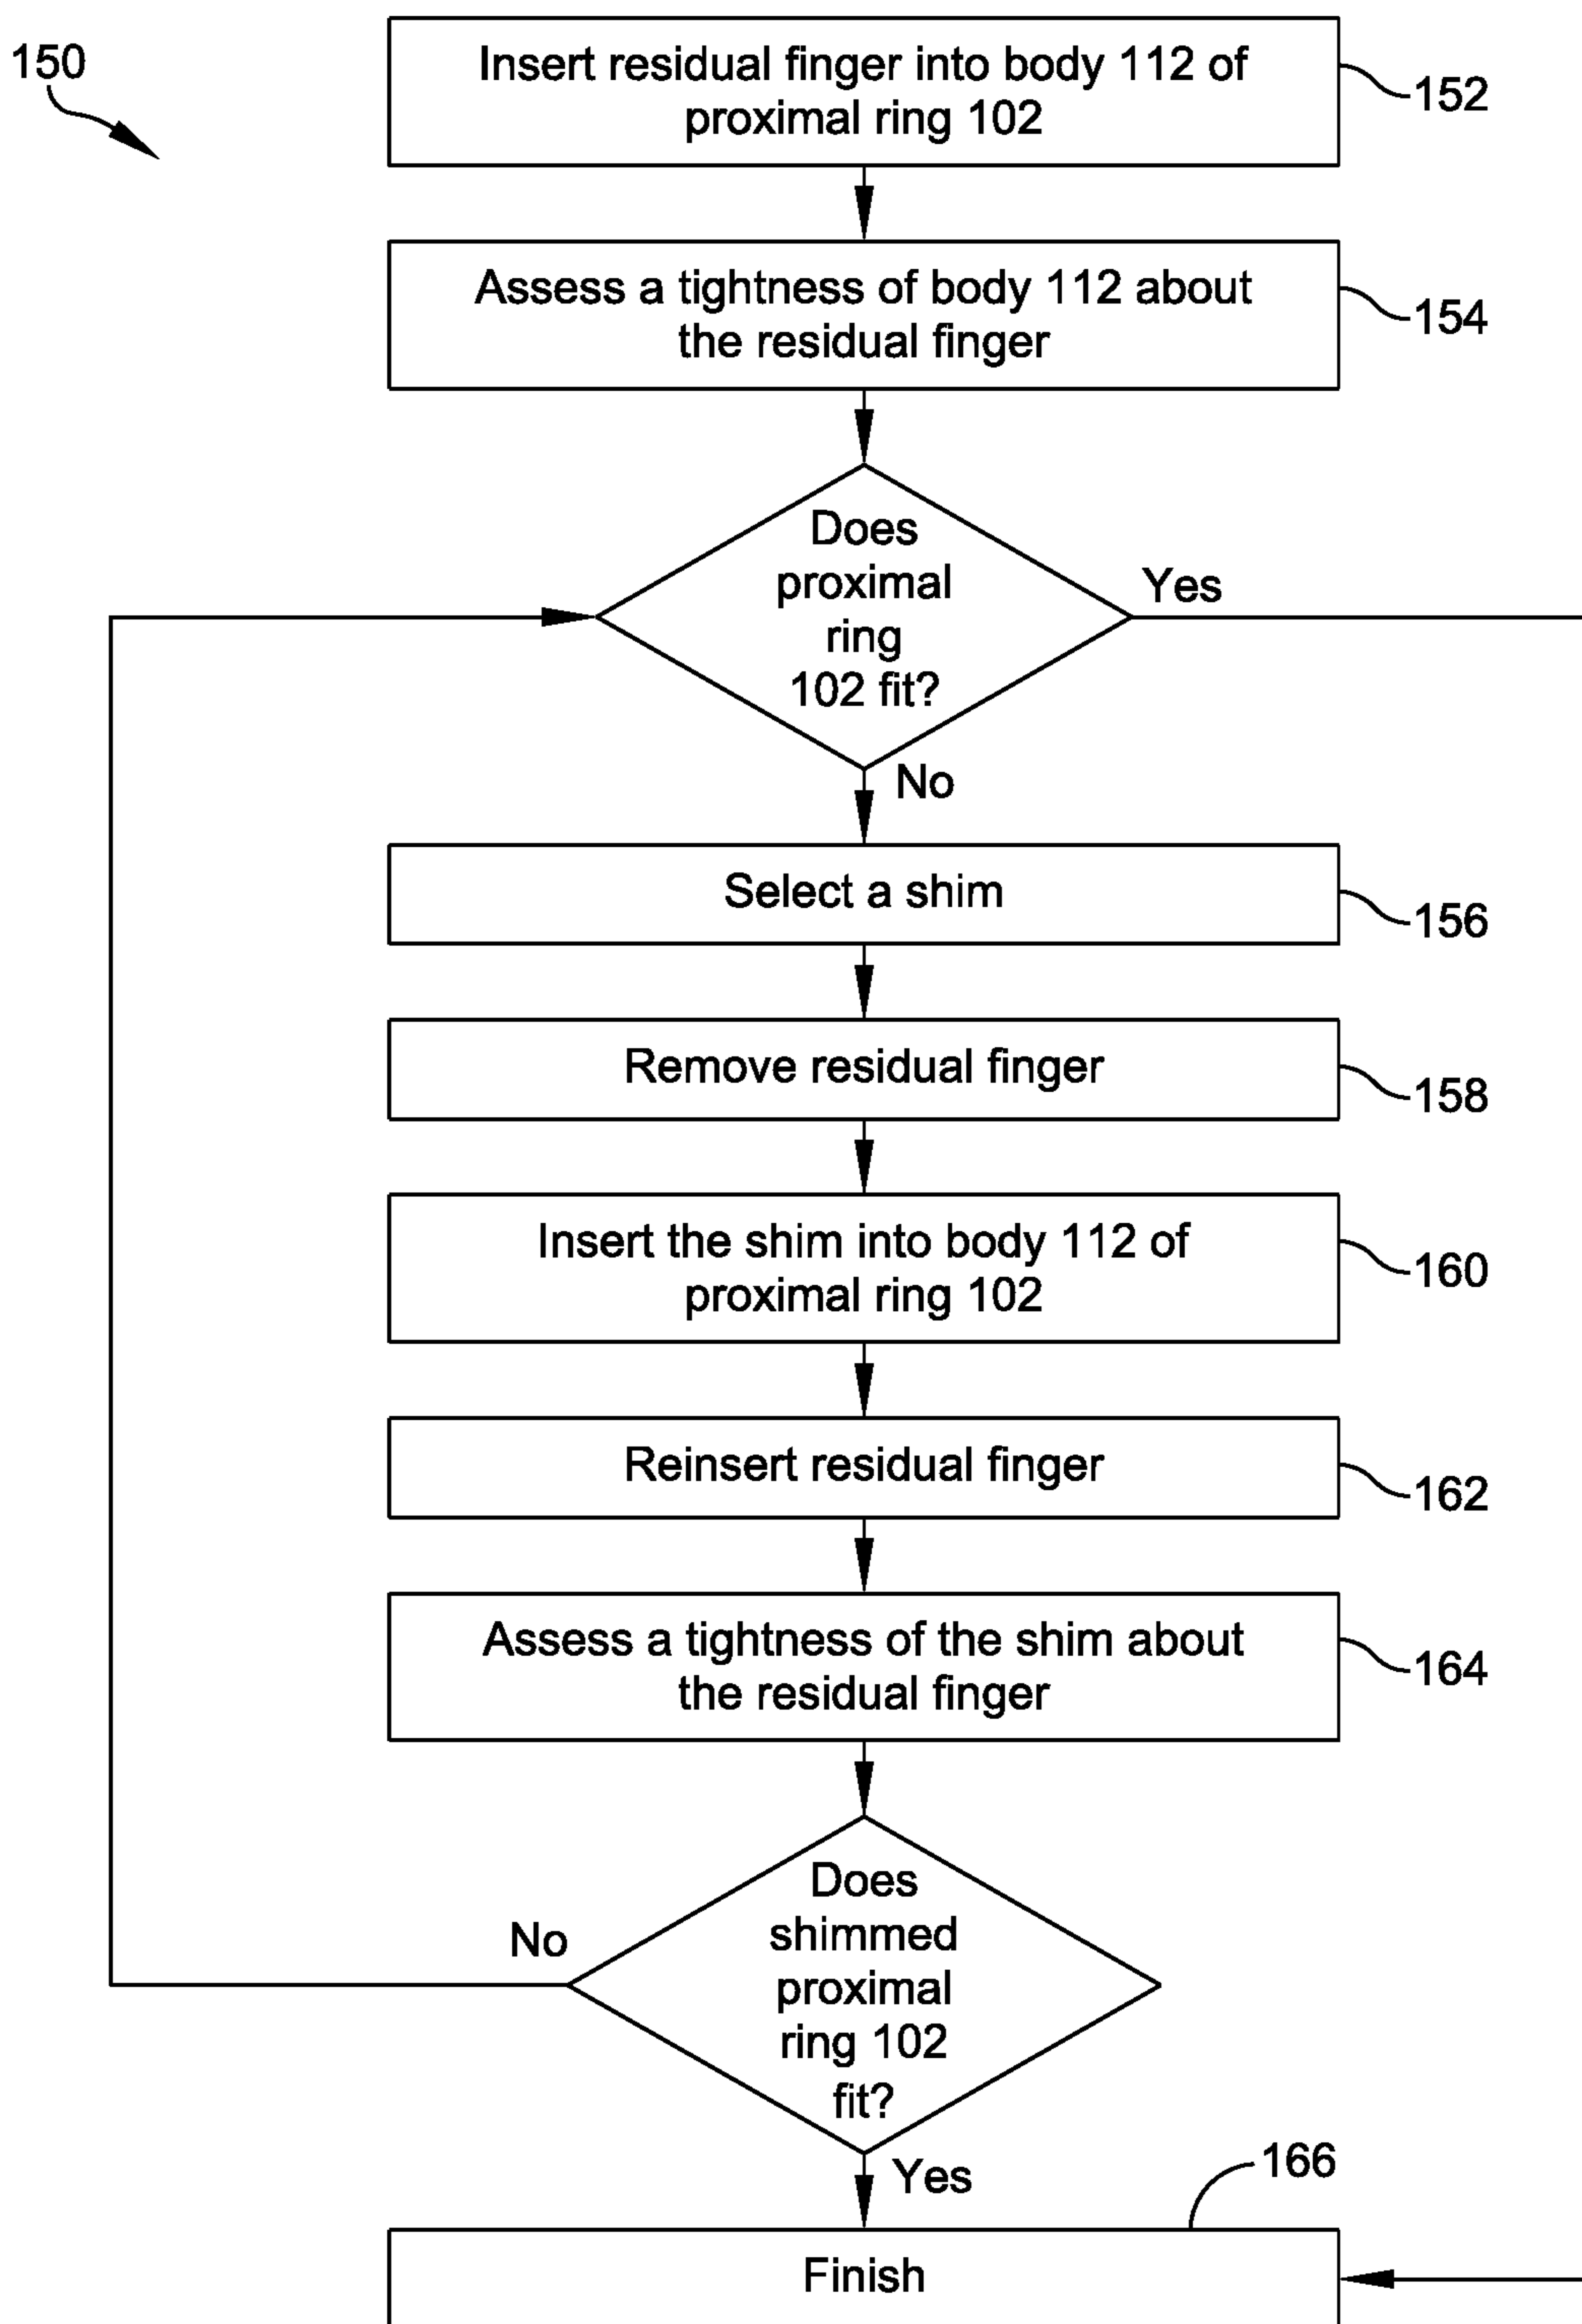 150
Insert residual finger into body 112 of
proximal ring 102
152
Assess a tightness of body 112 about
the residual finger
154
Does
proximal
ring
102 fit?
Yes
No
Select a shim
156
Remove residual finger
158
Insert the shim into body 112 of
proximal ring 102
160
Reinsert residual finger
162
Assess a tightness of the shim about
the residual finger
164
Does
shimmed
proximal
ring 102
fit?
No
Yes
166
Finish